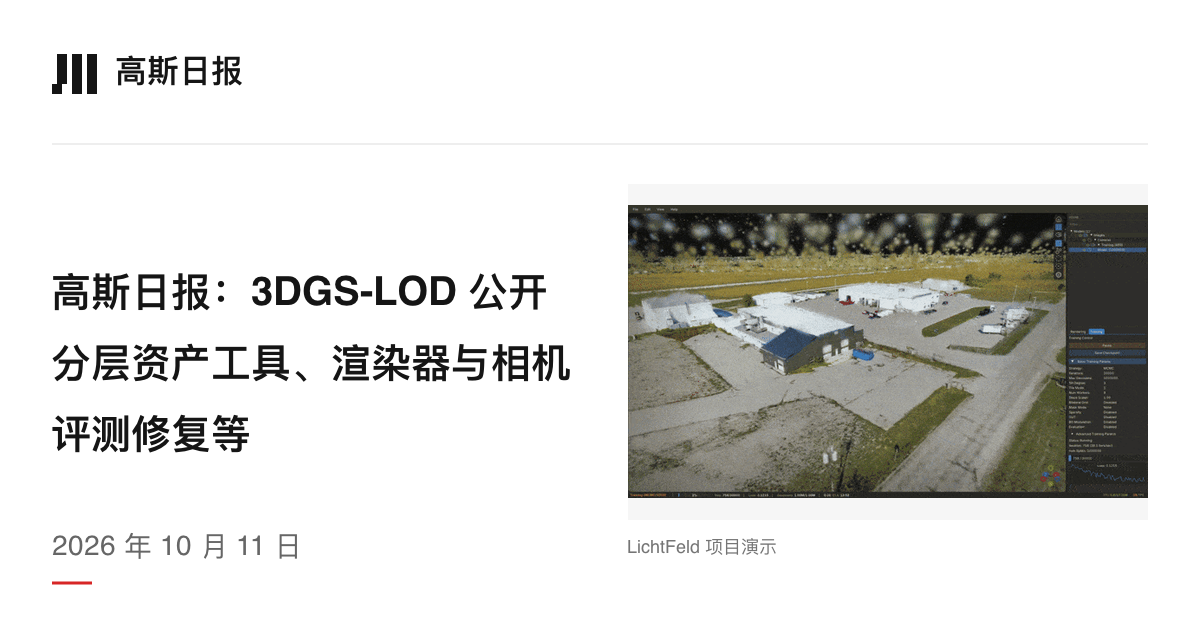 高斯日报
高斯日报：3DGS-LOD 公开
分层资产工具、渲染器与相机
评测修复等
2026 年 10 月 11 日
LichtFeld 项目演示